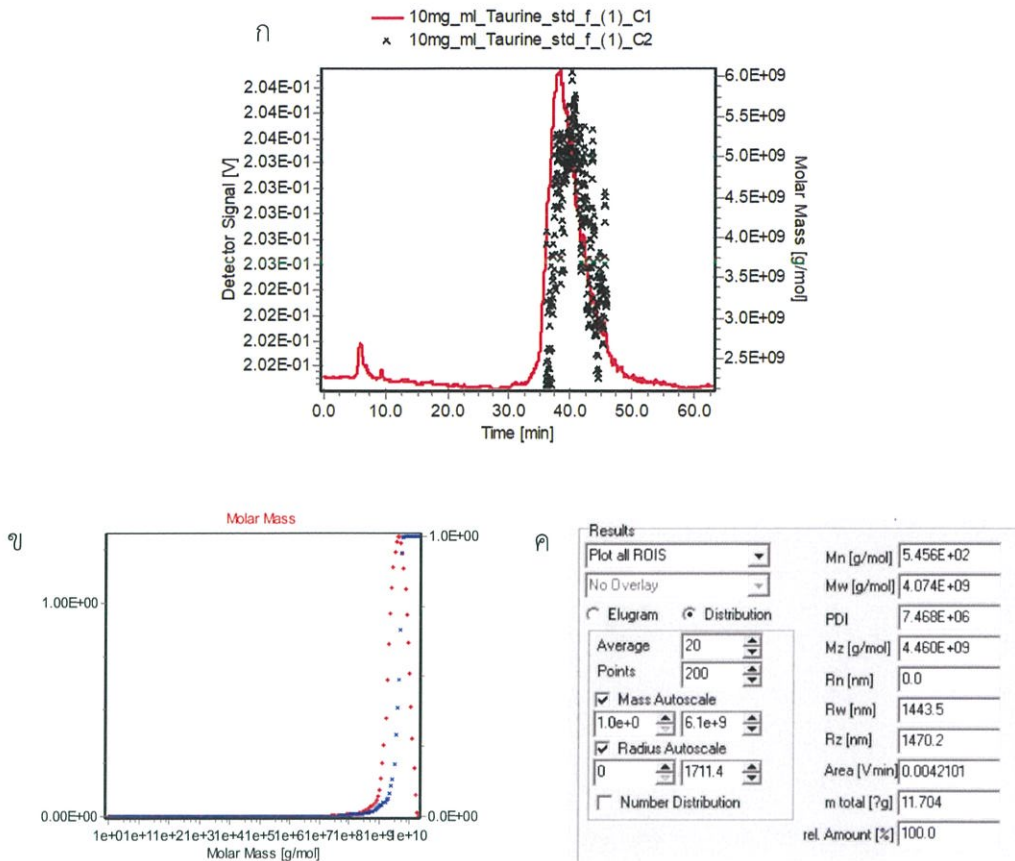 ก
10mg_ml_Taurine_std_f_(1)_C1
10mg_ml_Taurine_std_f_(1)_C2
Detector Signal [V]
2.04E-01
2.04E-01
2.04E-01
2.03E-01
2.03E-01
2.03E-01
2.03E-01
2.03E-01
2.02E-01
2.02E-01
2.02E-01
2.02E-01
6.0E+09
5.5E+09
5.0E+09
4.5E+09
4.0E+09
3.5E+09
3.0E+09
2.5E+09
Molar Mass [g/mol]
0.0 10.0 20.0 30.0 40.0 50.0 60.0
Time [min]
ข
Molar Mass
1.00E+00
0.00E+00
1.0E+00
0.0E+00
1e+01e+11e+21e+31e+41e+51e+61e+71e+81e+9 1e+10
Molar Mass [g/mol]
ค
Results
Plot all ROIS
No Overlay
Elugram Distribution
Average 20
Points 200
Mass Autoscale
1.0e+0 6.1e+9
Radius Autoscale
0 1711.4
Number Distribution
Mn [g/mol] 5.456E+02
Mw [g/mol] 4.074E+09
PDI 7.468E+06
Mz [g/mol] 4.460E+09
Rn [nm] 0.0
Rw [nm] 1443.5
Rz [nm] 1470.2
Area [Vmin] 0.0042101
m total [?g] 11.704
rel. Amount [%] 100.0